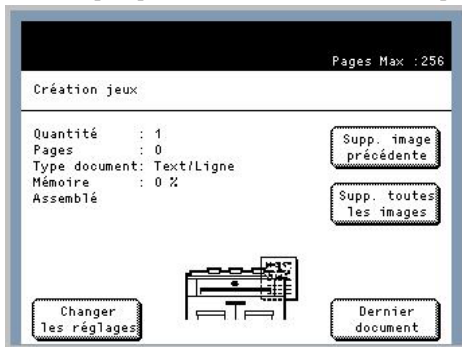 Pages Max :256
Création jeux
Quantité : 1
Pages : 0
Type document: Text/Ligne
Mémoire : 0 %
Assemblé
Supp. image
précédente
Supp. toutes
les images
Changer
les réglages
Dernier
document